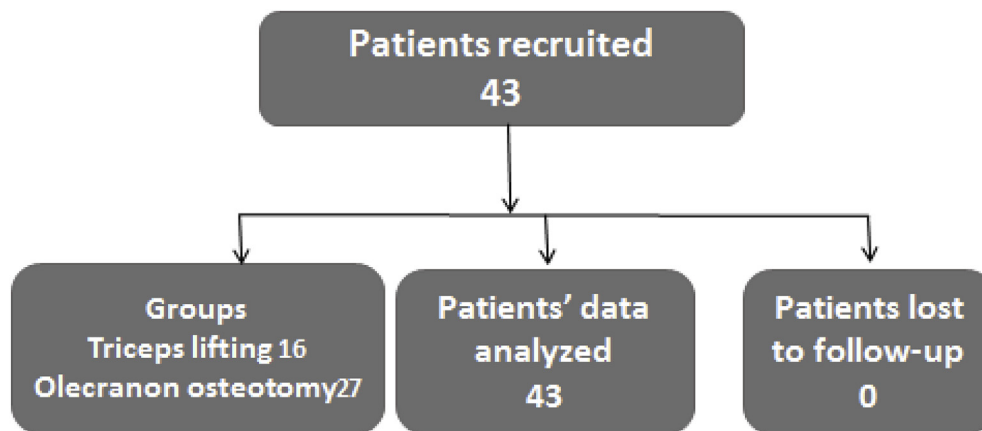 Patients recruited
43
Groups
Triceps lifting 16
Olecranon osteotomy27
Patients’ data
analyzed
43
Patients lost
to follow-up
0